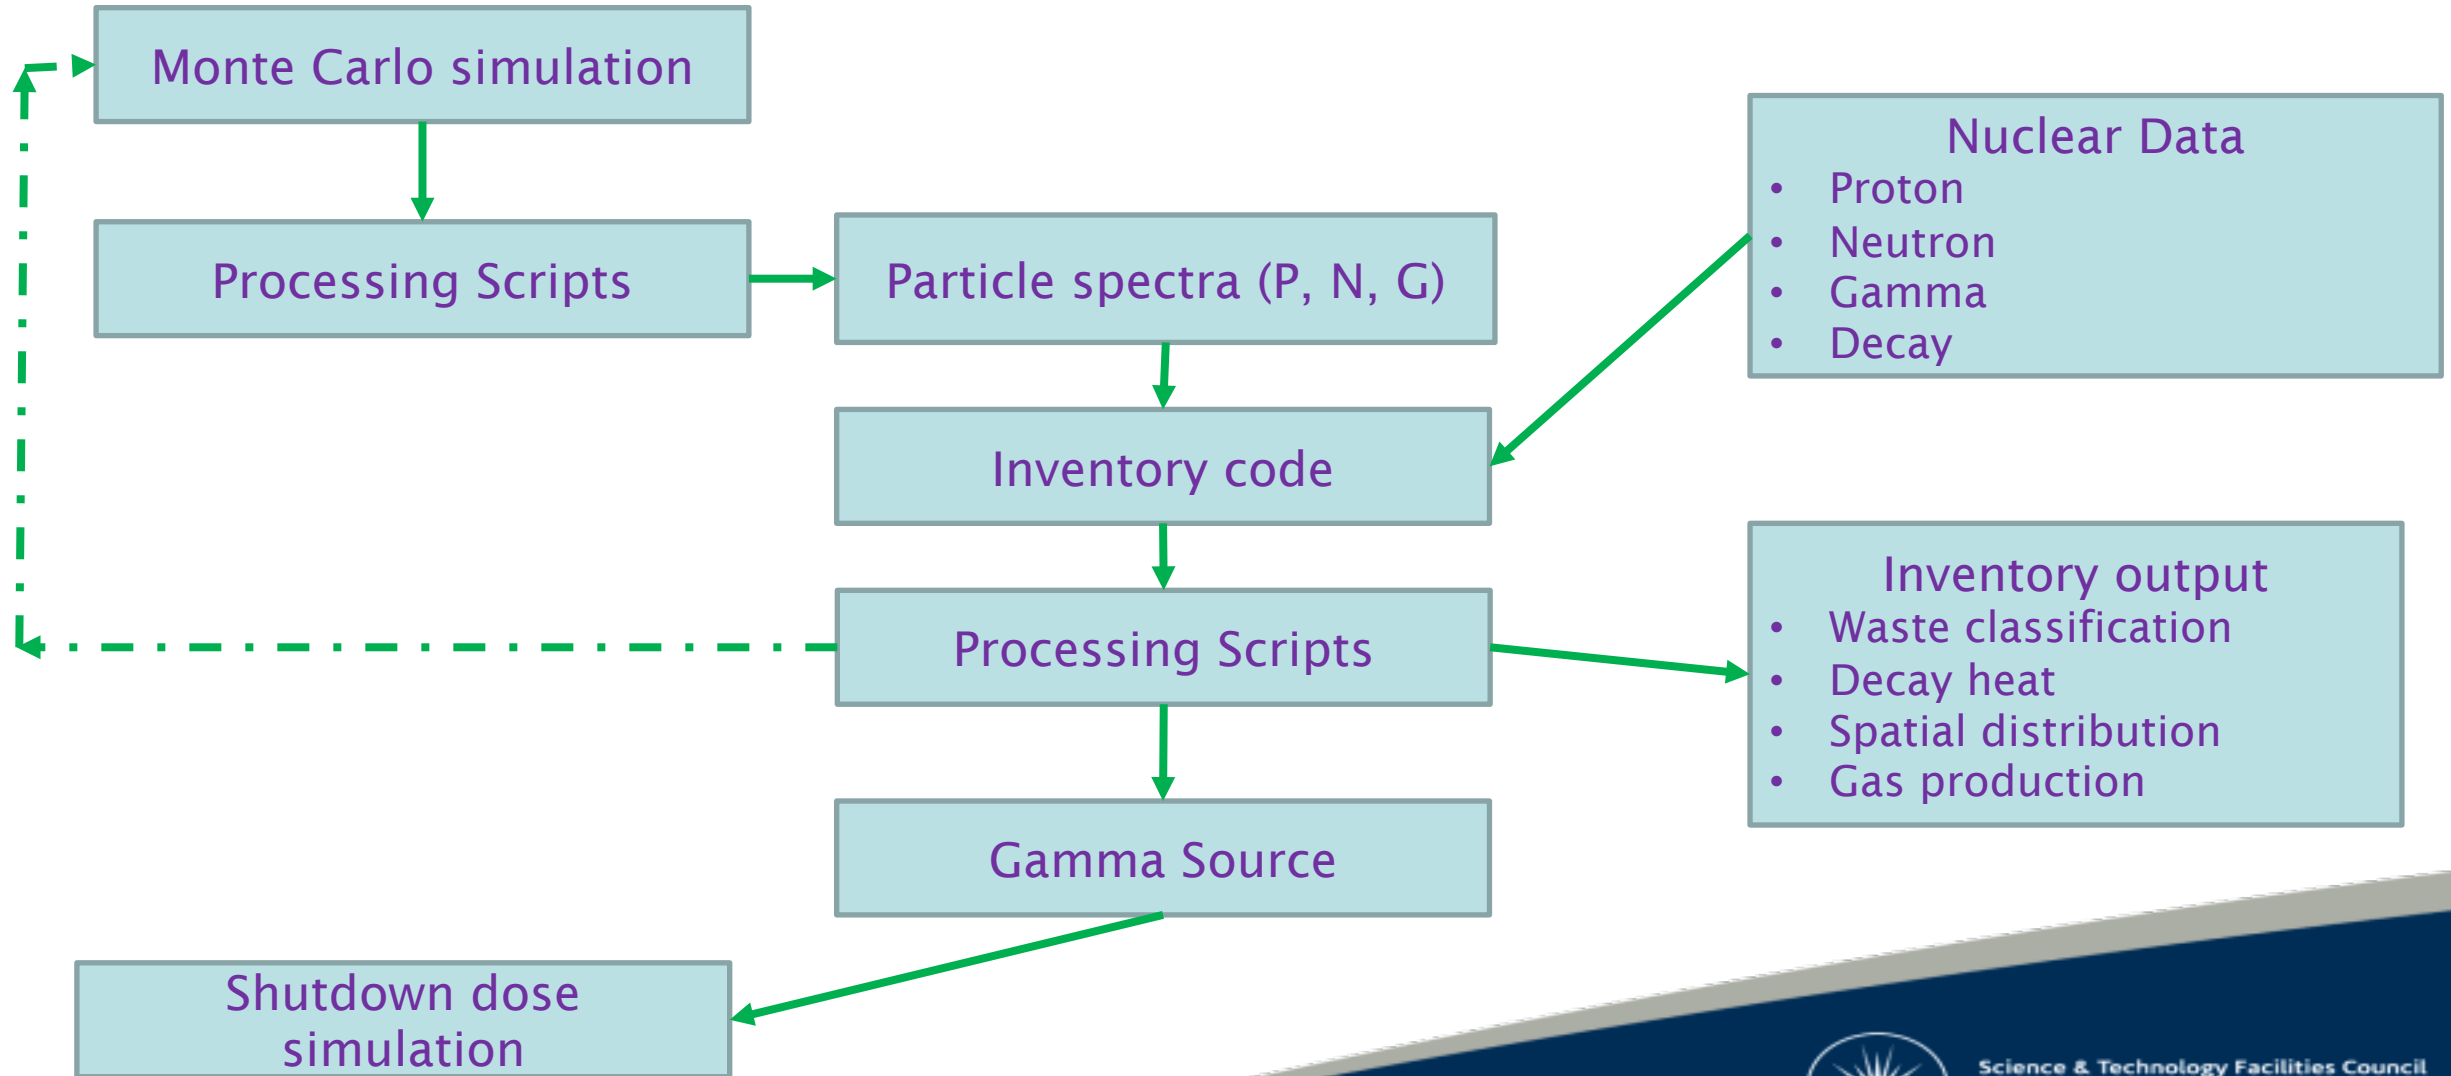 Monte Carlo simulation
Processing Scripts
Particle spectra (P, N, G)
Nuclear Data
• Proton
• Neutron
• Gamma
• Decay
Inventory code
Processing Scripts
Inventory output
• Waste classification
• Decay heat
• Spatial distribution
• Gas production
Gamma Source
Shutdown dose
simulation
Science & Technology Facilities Council